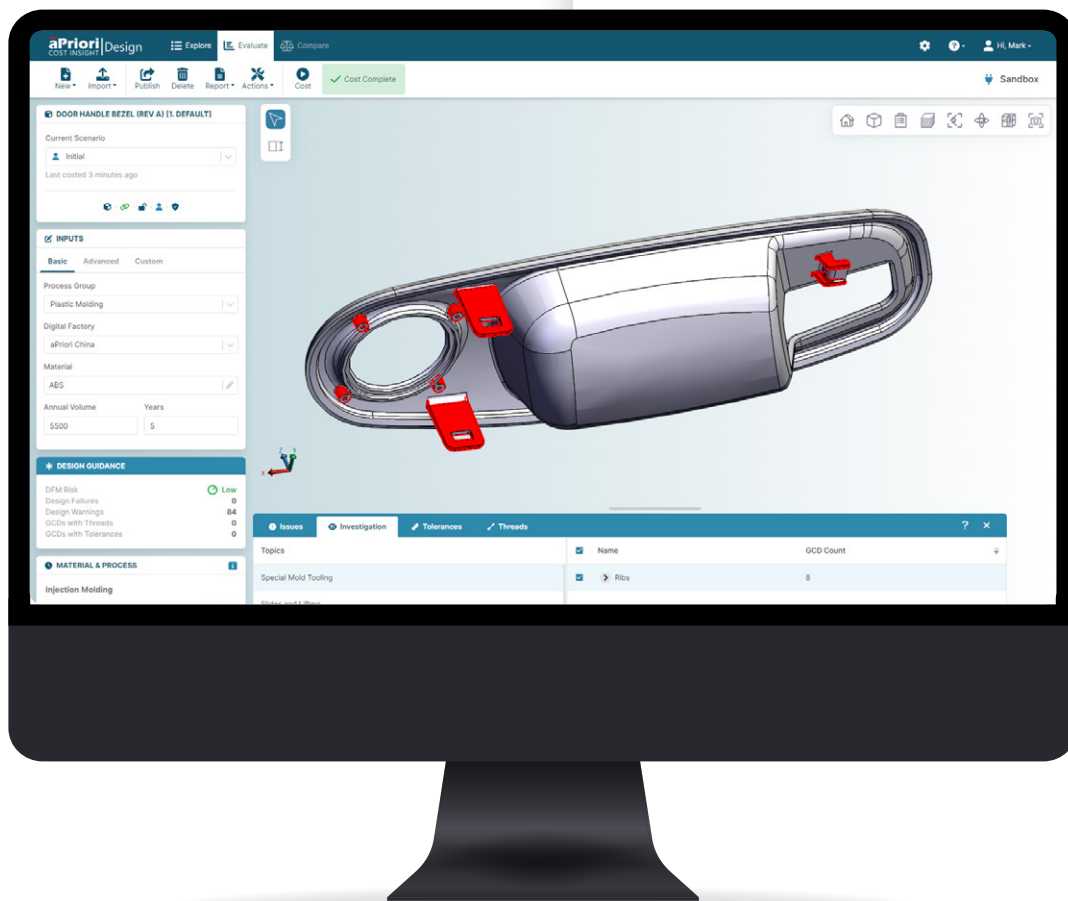 aPriori Design
COST INSIGHT
Explore
Evaluate
Compare
Hi, Mark
New
Import
Publish
Delete
Report
Actions
Cost
Cost Complete
Sandbox
DOOR HANDLE BEZEL (REV A) [1. DEFAULT]
Current Scenario
Initial
Last costed 3 minutes ago
INPUTS
Basic Advanced Custom
Process Group
Plastic Molding
Digital Factory
aPriori China
Material
ABS
Annual Volume Years
5500 5
DESIGN GUIDANCE
DFM Risk Low
Design Failures 0
Design Warnings 84
GCDs with Threads 0
GCDs with Tolerances 0
MATERIAL & PROCESS
Injection Molding
Issues Investigation Tolerances Threads ?
Topics Name GCD Count
Special Mold Tooling Ribs
Slides and Lifters